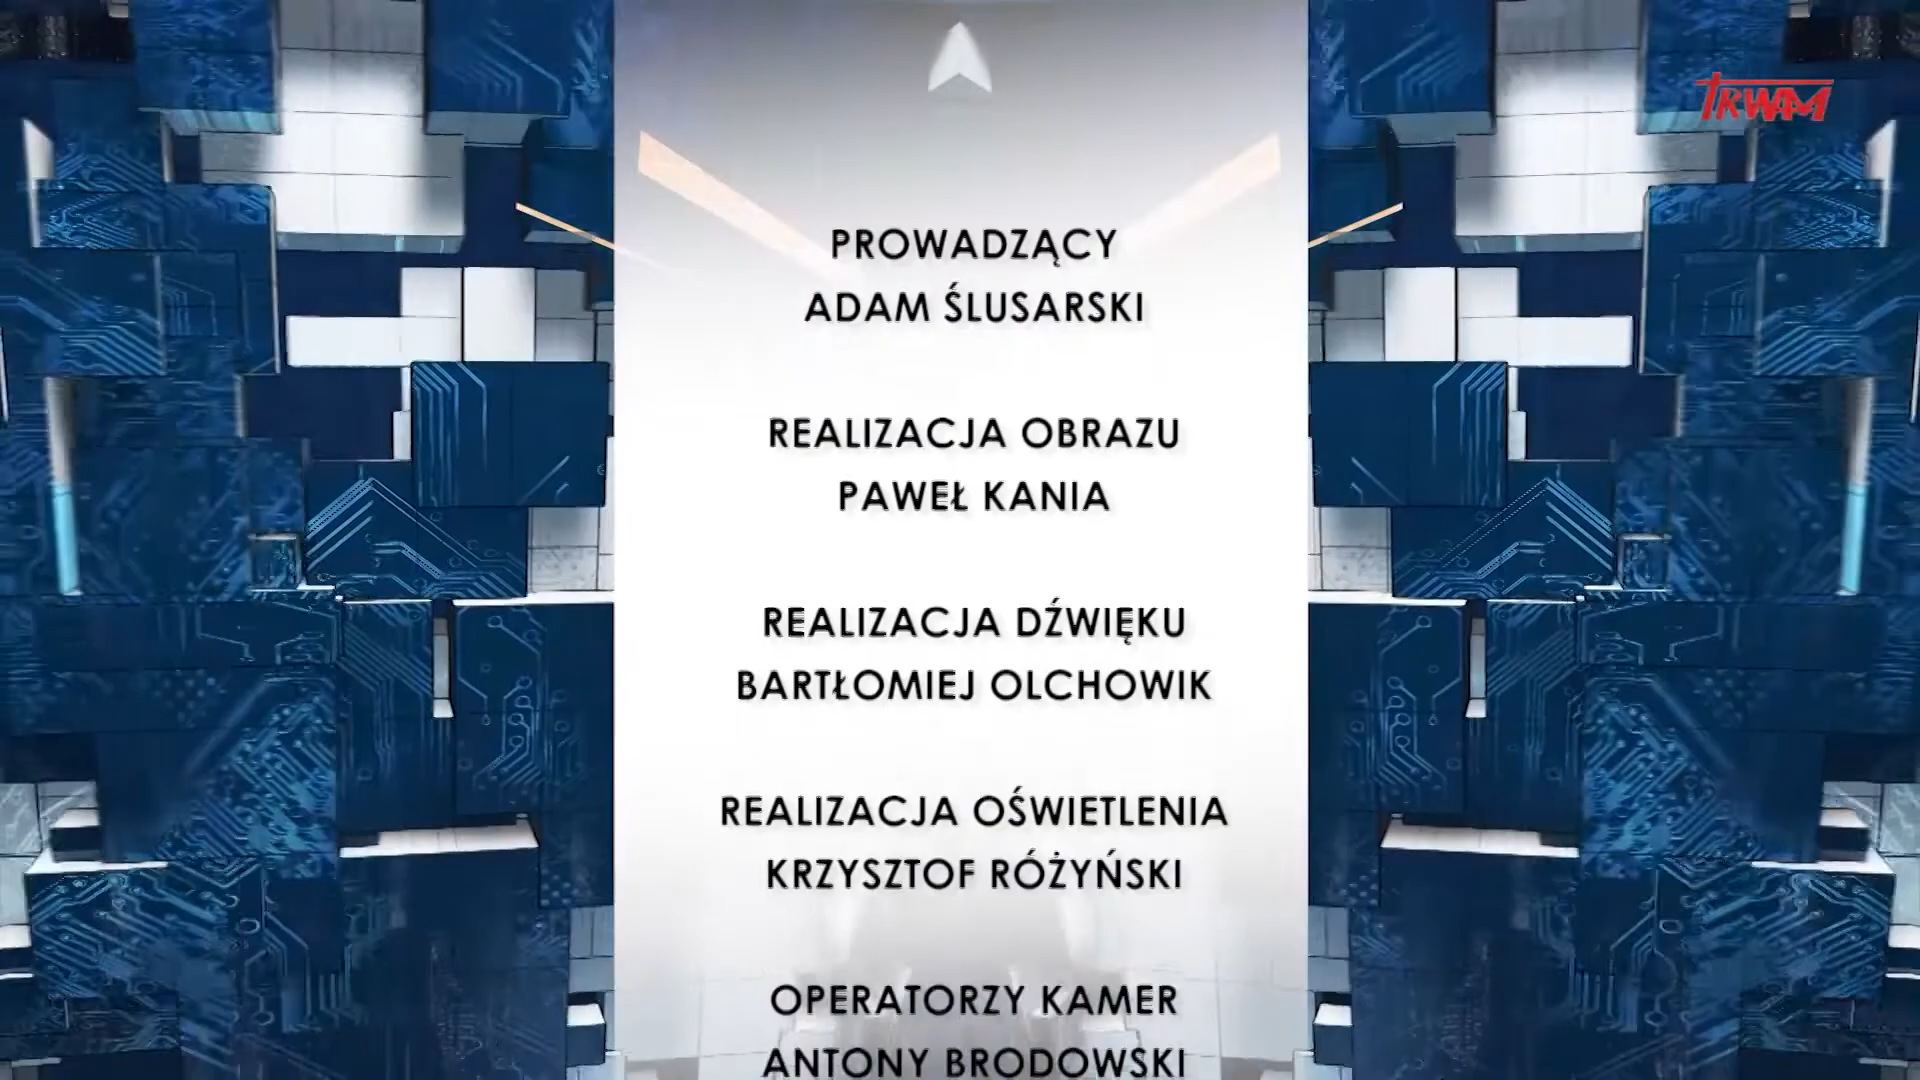 TRWAM
PROWADZĄCY
ADAM ŚLUSARSKI
REALIZACJA OBRAZU
PAWEŁ KANIA
REALIZACJA DŹWIĘKU
BARTŁOMIEJ OLCHOWIK
REALIZACJA OŚWIETLENIA
KRZYSZTOF RÓŻYŃSKI
OPERATORZY KAMER
ANTONY BRODOWSKI